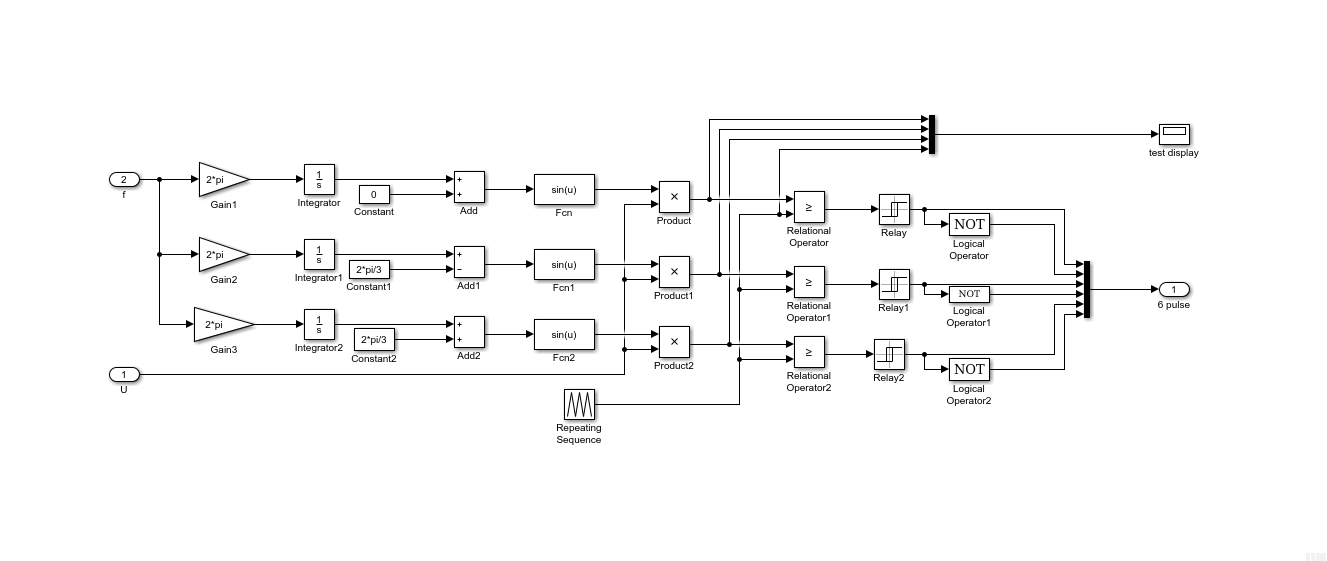 test display
2
f
2*pi
Gain1
1
s
Integrator
0
Constant
+
+
Add
sin(u)
Fcn
×
Product
≥
Relational
Operator
Relay
NOT
Logical
Operator
2*pi
Gain2
1
s
Integrator1
2*pi/3
Constant1
+
−
Add1
sin(u)
Fcn1
×
Product1
≥
Relational
Operator1
Relay1
NOT
Logical
Operator1
1
6 pulse
2*pi
Gain3
1
s
Integrator2
2*pi/3
Constant2
+
+
Add2
sin(u)
Fcn2
×
Product2
≥
Relational
Operator2
Relay2
NOT
Logical
Operator2
1
U
Repeating
Sequence